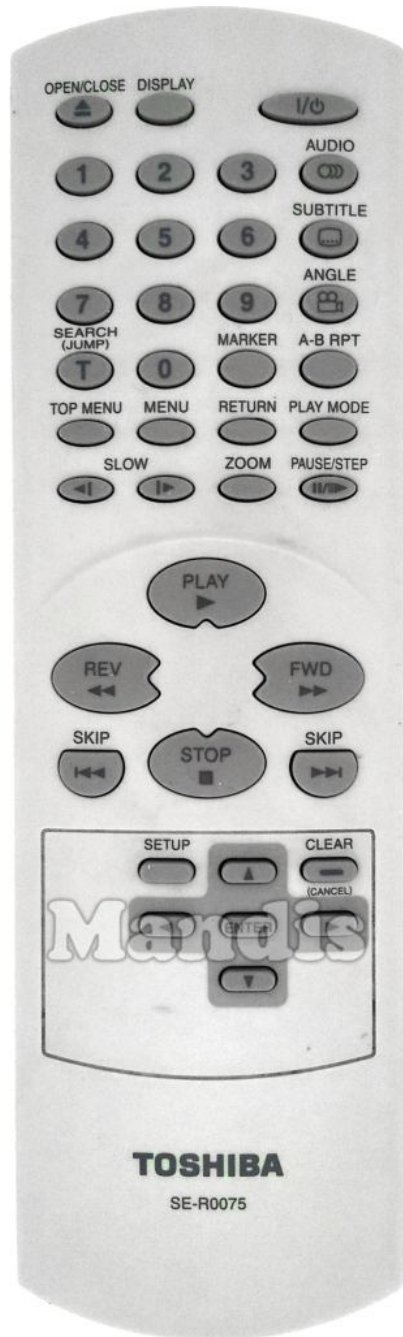 OPEN/CLOSE DISPLAY
I/⏻
AUDIO
1 2 3
SUBTITLE
4 5 6
ANGLE
7 8 9
SEARCH
(JUMP)
MARKER A-B RPT
T 0
TOP MENU MENU RETURN PLAY MODE
SLOW ZOOM PAUSE/STEP
PLAY
REV FWD
SKIP STOP SKIP
SETUP CLEAR
(CANCEL)
Mandis
ENTER
TOSHIBA
SE-R0075